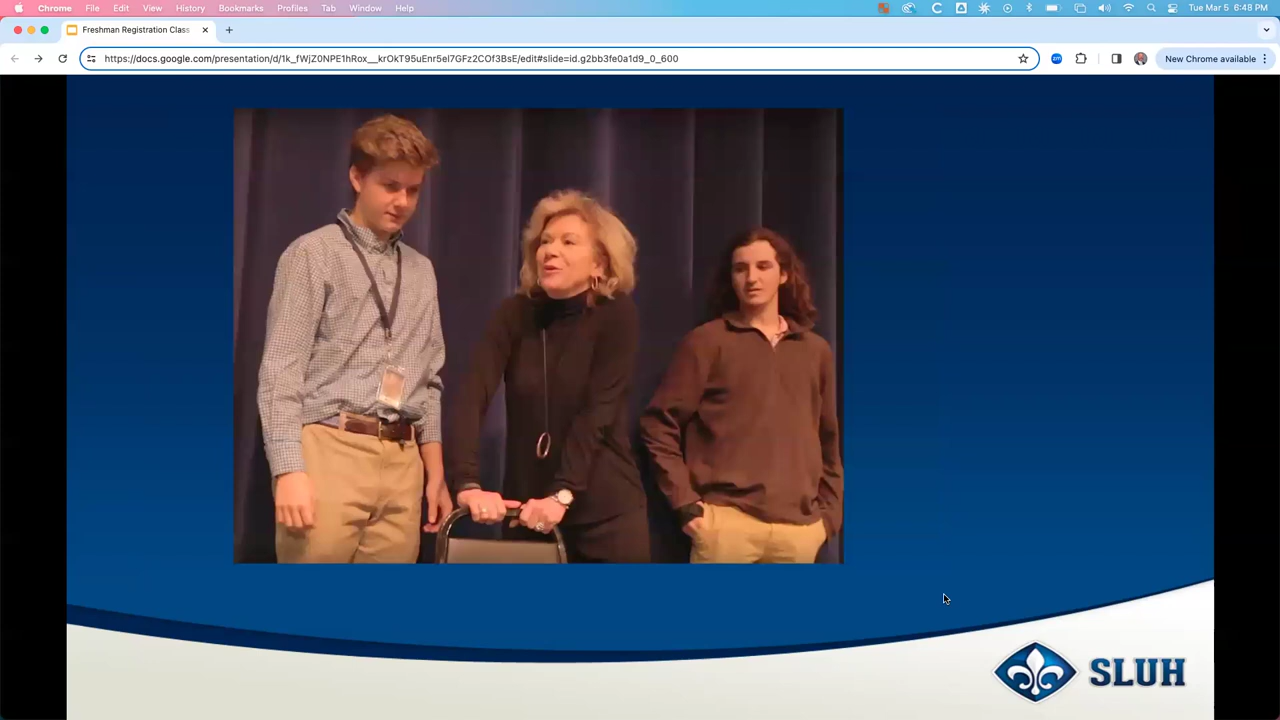 Chrome File Edit View History Bookmarks Profiles Tab Window Help Tue Mar 5 6:48 PM
Freshman Registration Class
https://docs.google.com/presentation/d/1k_fWjZ0NPE1hRox__krOkT95uEnr5el7GFz2COf3BsE/edit#slide=id.g2bb3fe0a1d9_0_600 New Chrome available
SLUH